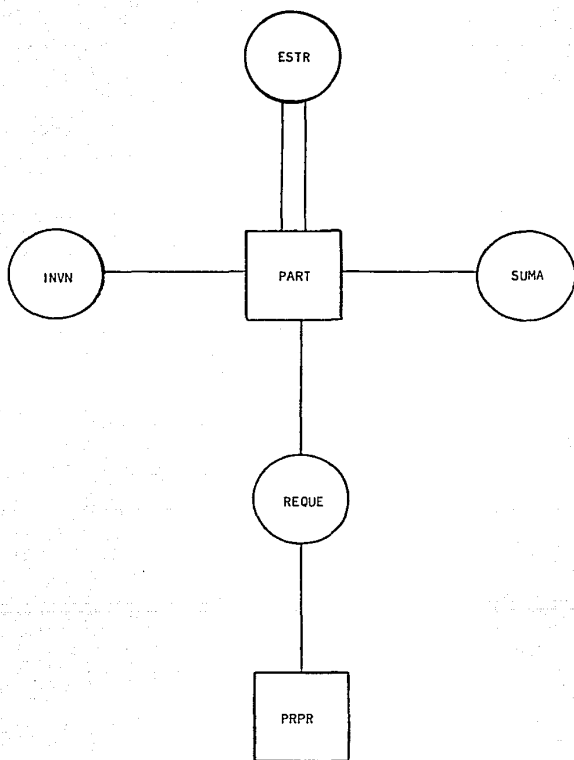 ESTR
INVN
PART
SUMA
REQUE
PRPR